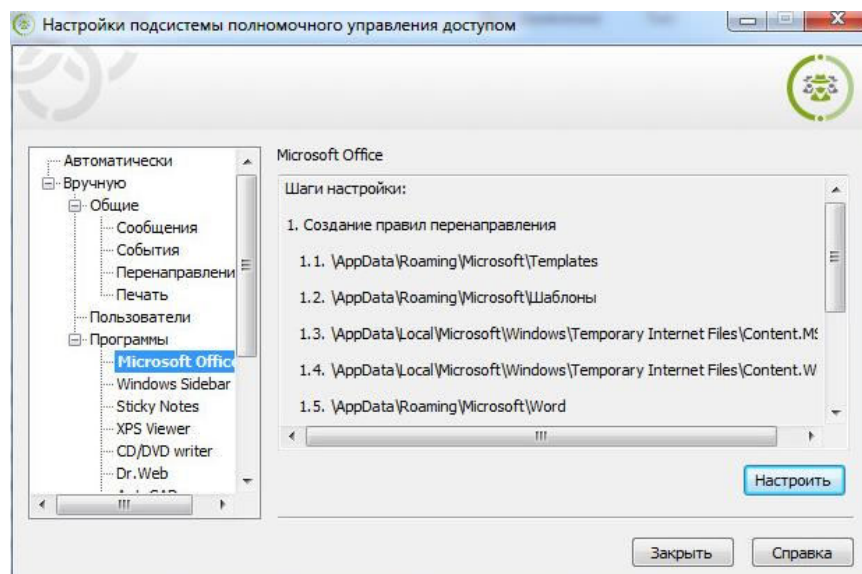 Настройки подсистемы полномочного управления доступом
Автоматически
Вручную
Общие
Сообщения
События
Перенаправлени
Печать
Пользователи
Программы
Microsoft Office
Windows Sidebar
Sticky Notes
XPS Viewer
CD/DVD writer
Dr.Web
Microsoft Office
Шаги настройки:
1. Создание правил перенаправления
1.1. \AppData\Roaming\Microsoft\Templates
1.2. \AppData\Roaming\Microsoft\Шаблоны
1.3. \AppData\Local\Microsoft\Windows\Temporary Internet Files\Content.MS
1.4. \AppData\Local\Microsoft\Windows\Temporary Internet Files\Content.W
1.5. \AppData\Roaming\Microsoft\Word
Настроить
Закрыть
Справка